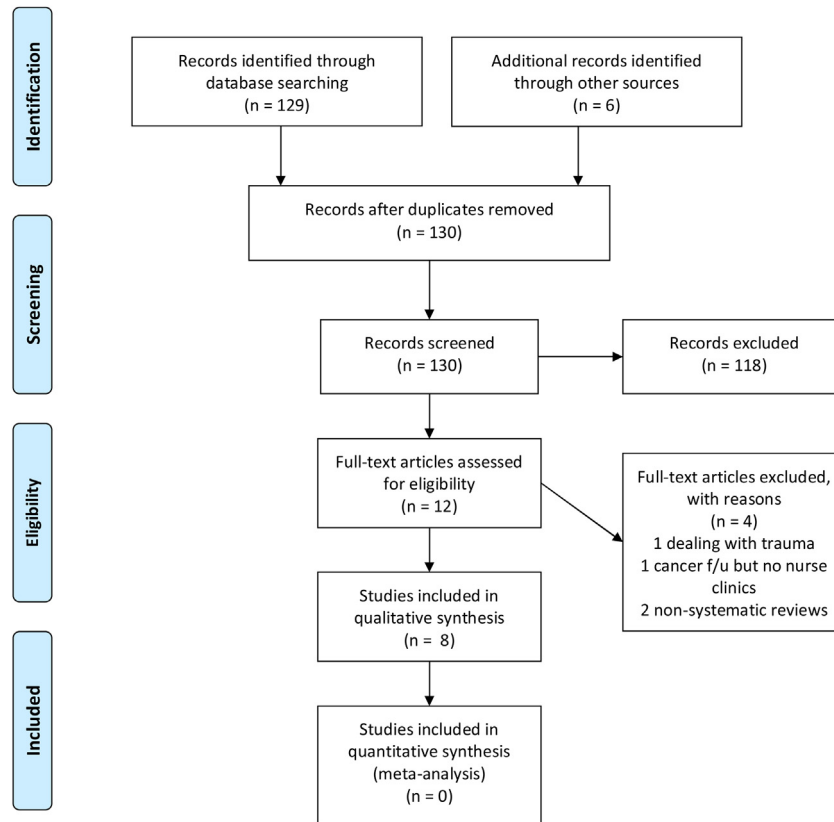 Identification
Records identified through
database searching
(n = 129)
Additional records identified
through other sources
(n = 6)
Records after duplicates removed
(n = 130)
Screening
Records screened
(n = 130)
Records excluded
(n = 118)
Eligibility
Full-text articles assessed
for eligibility
(n = 12)
Full-text articles excluded,
with reasons
(n = 4)
1 dealing with trauma
1 cancer f/u but no nurse
clinics
2 non-systematic reviews
Studies included in
qualitative synthesis
(n = 8)
Included
Studies included in
quantitative synthesis
(meta-analysis)
(n = 0)